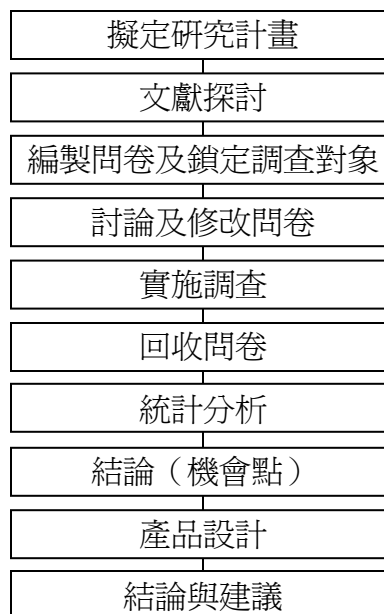 擬定研究計畫
文獻探討
編製問卷及鎖定調查對象
討論及修改問卷
實施調查
回收問卷
統計分析
結論（機會點）
產品設計
結論與建議